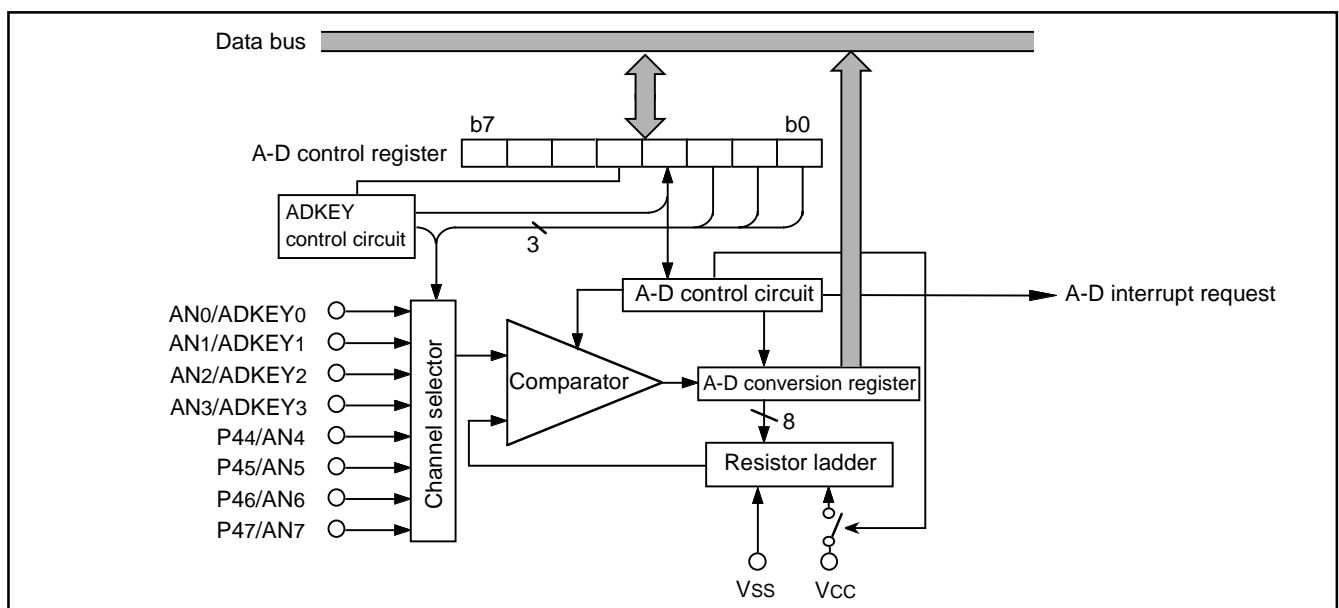 Data bus
b7
b0
A-D control register
ADKEY
control circuit
3
A-D control circuit
A-D interrupt request
AN0/ADKEY0
AN1/ADKEY1
AN2/ADKEY2
AN3/ADKEY3
P44/AN4
P45/AN5
P46/AN6
P47/AN7
Channel selector
Comparator
A-D conversion register
8
Resistor ladder
VSS
VCC